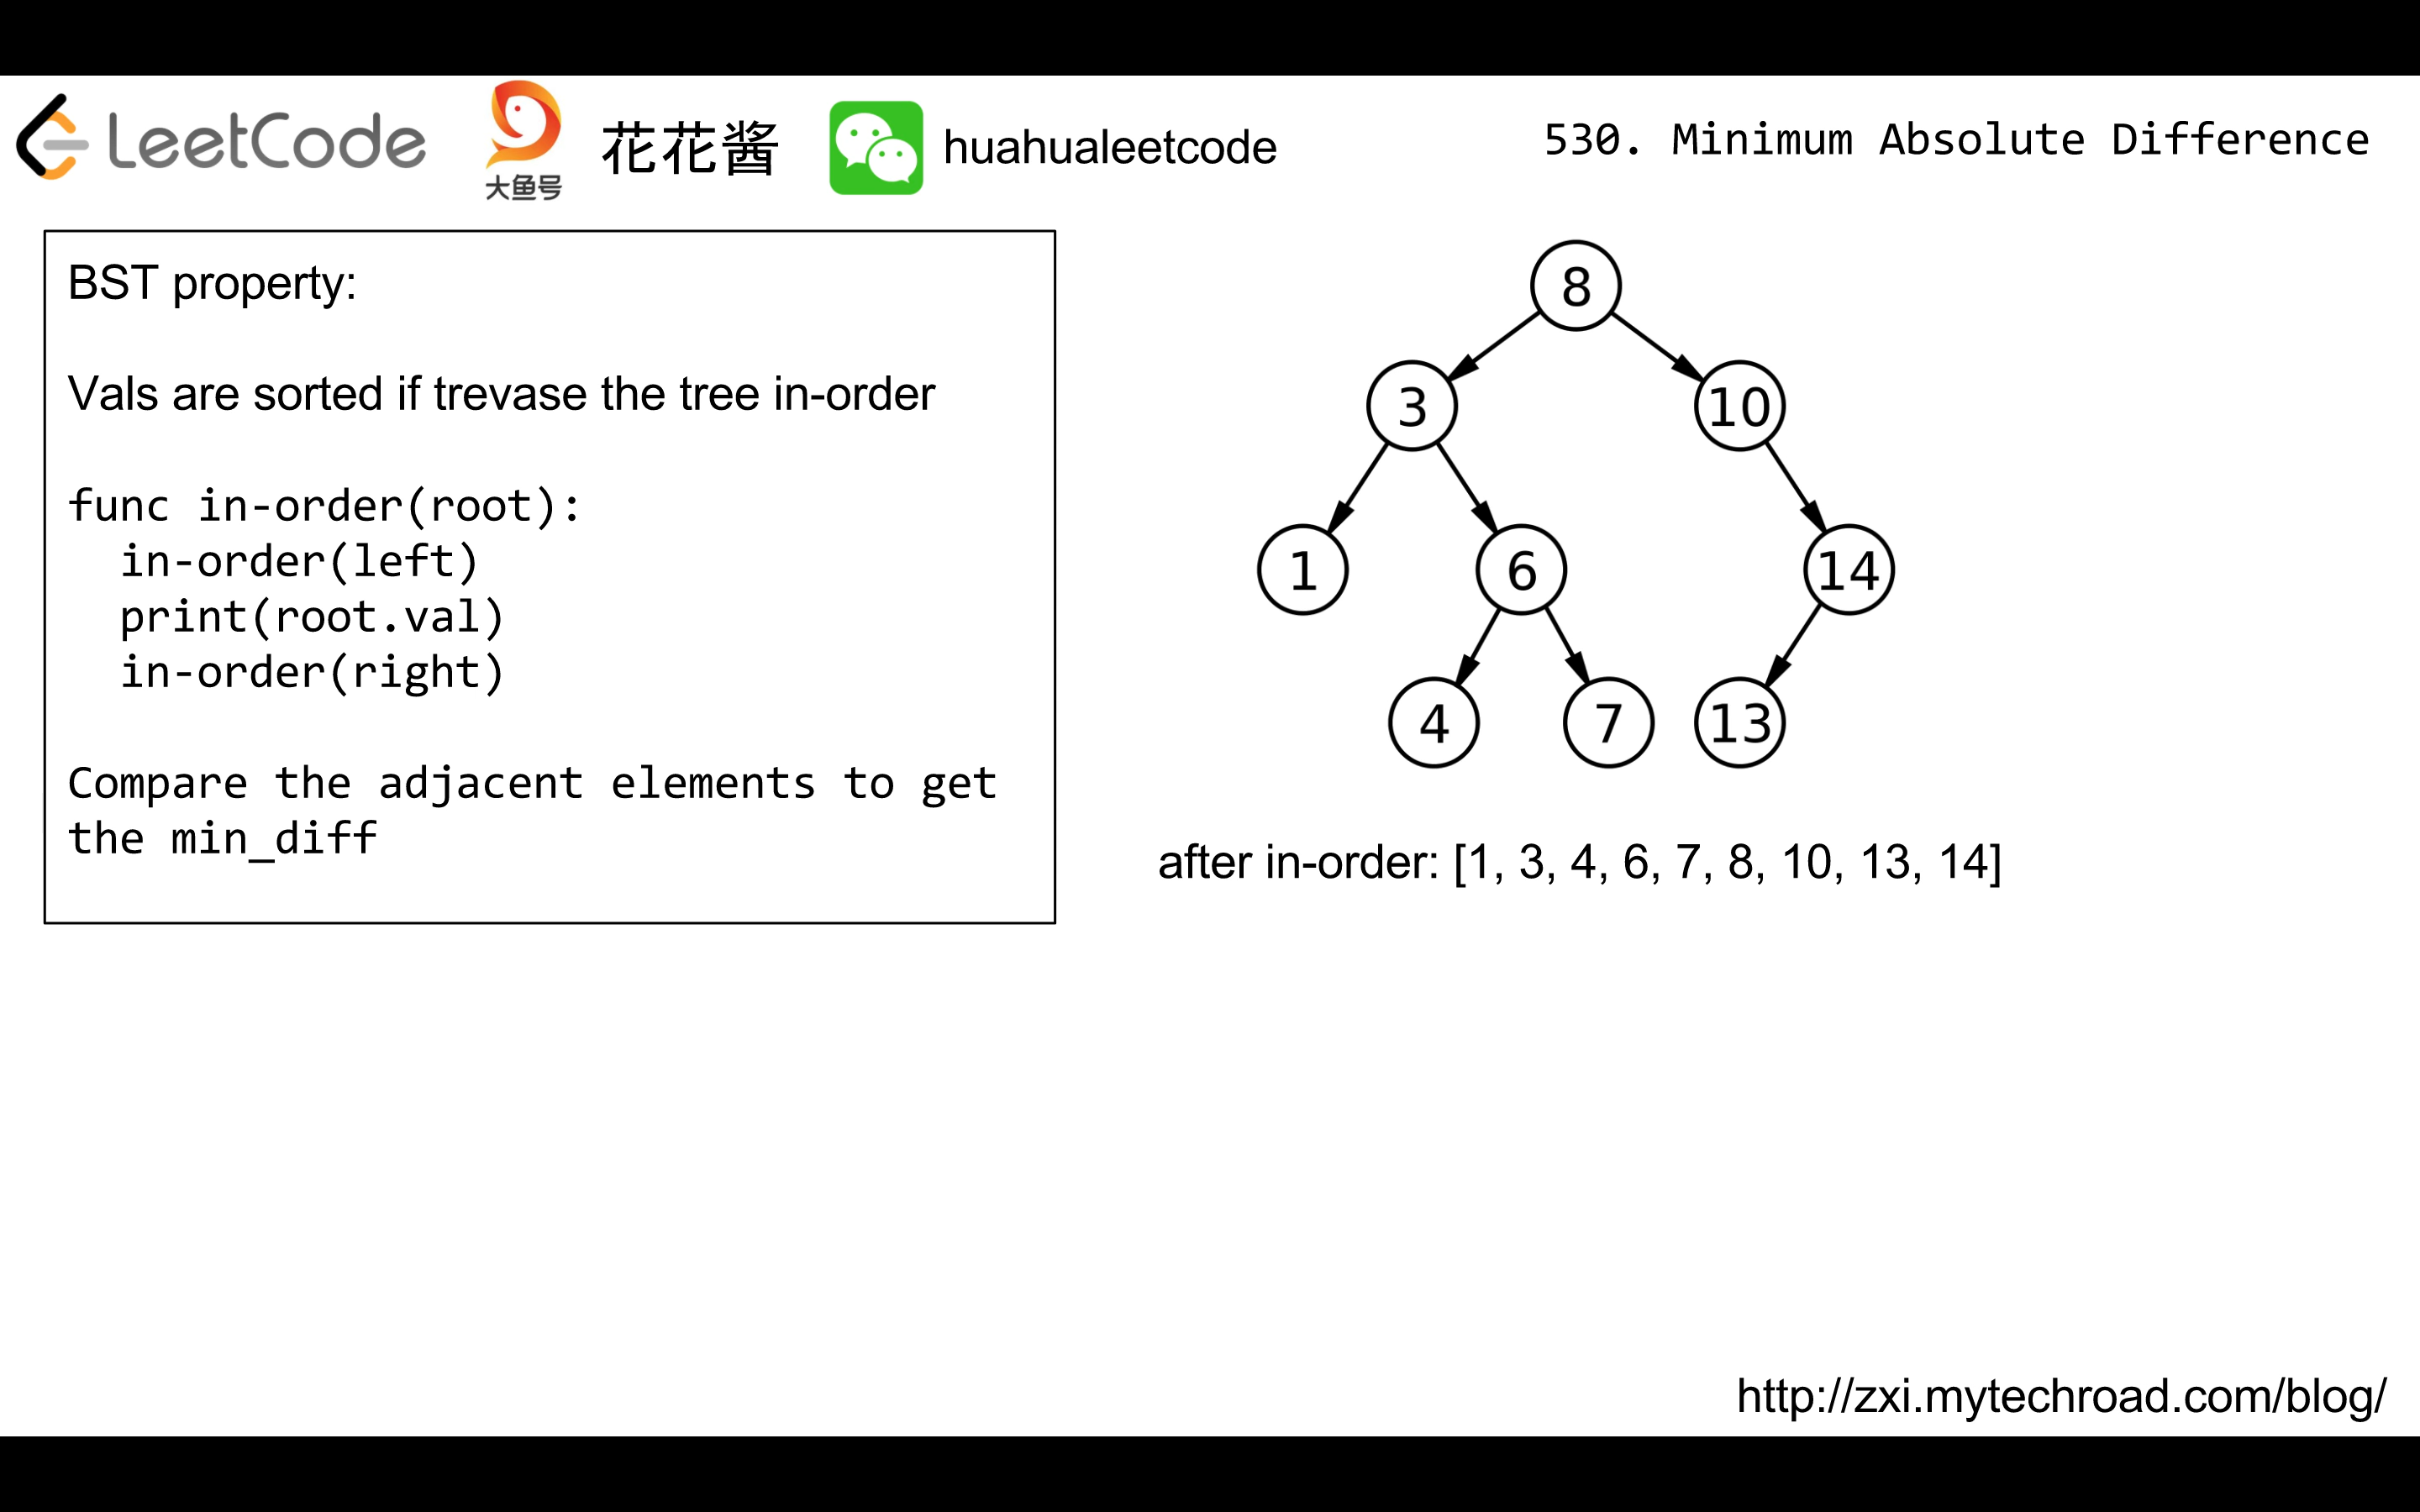 LeetCode
大鱼号
花花酱
huahualeetcode
530. Minimum Absolute Difference
BST property:
Vals are sorted if trevase the tree in-order
func in-order(root):
in-order(left)
print(root.val)
in-order(right)
Compare the adjacent elements to get
the min_diff
8
3
10
1
6
14
4
7
13
after in-order: [1, 3, 4, 6, 7, 8, 10, 13, 14]
http://zxi.mytechroad.com/blog/